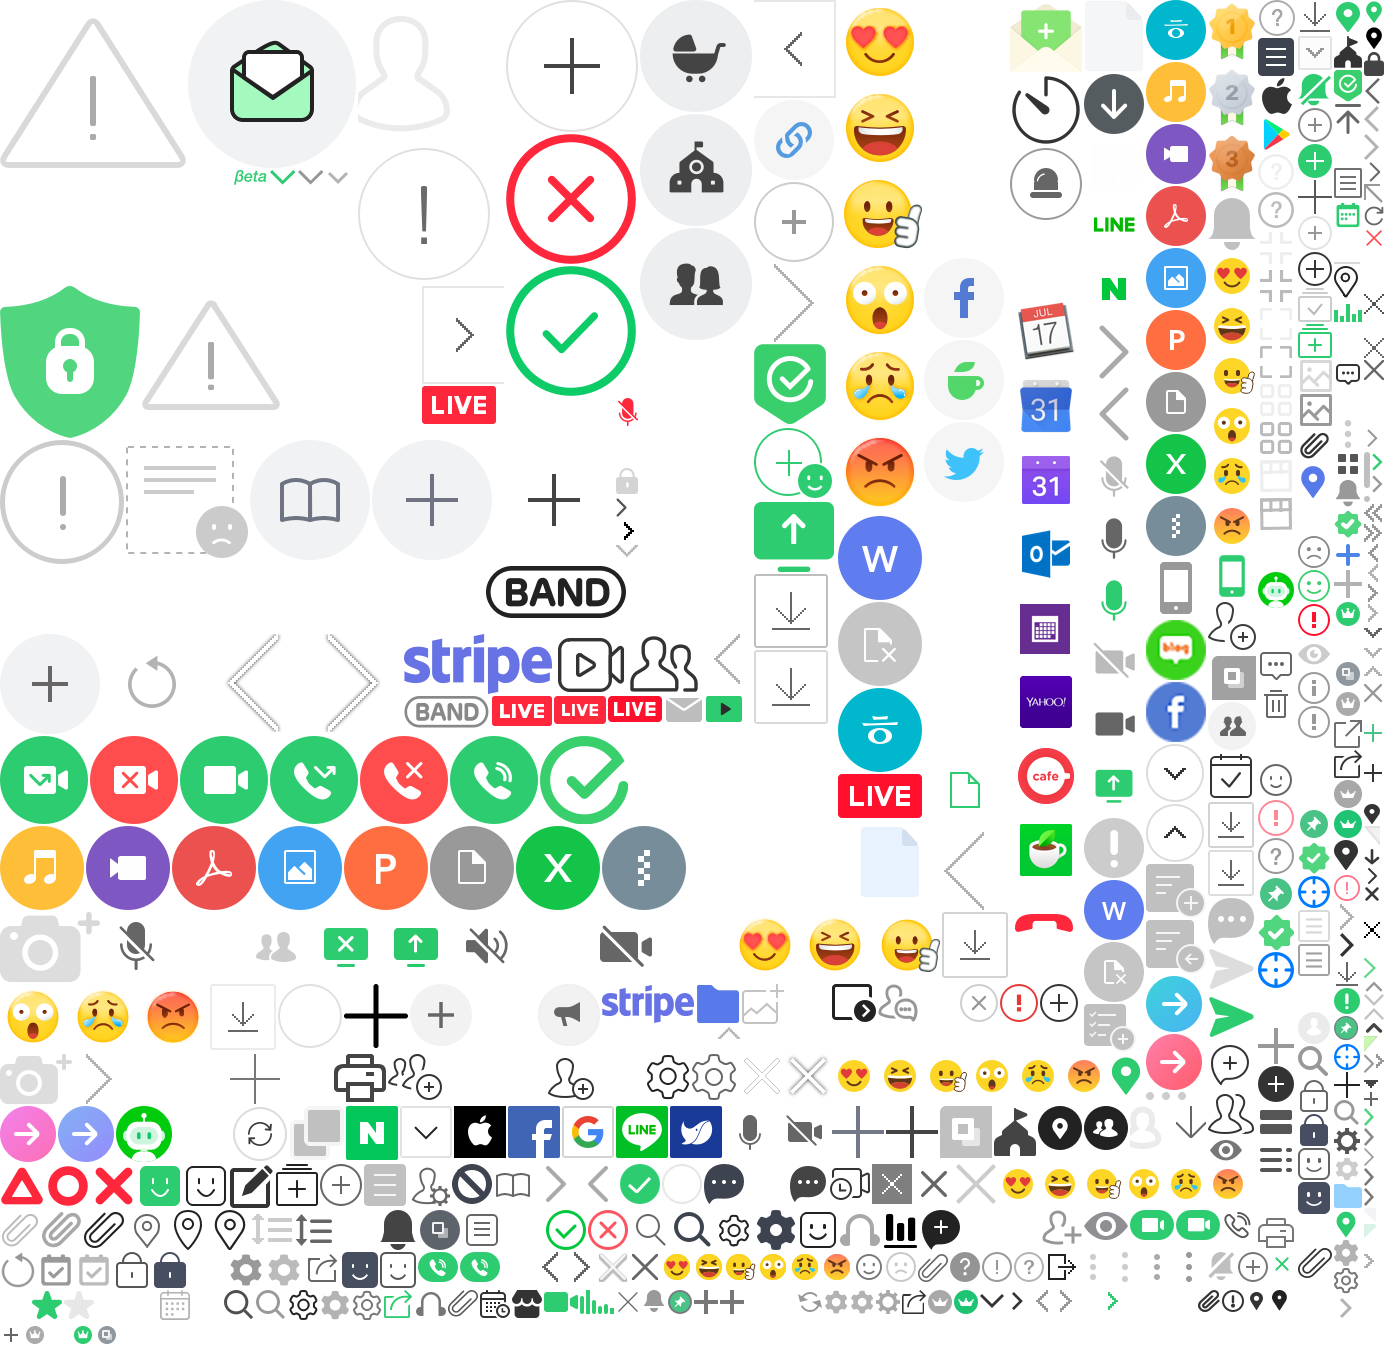 1
2
βeta
3
LINE
N
f
JUL
17
P
31
LIVE
31
X
W
BAND
blog
stripe
YAHOO!
BAND
LIVE
LIVE
LIVE
f
ㅎ
cafe
LIVE
P
X
W
stripe
N
f
G
LINE